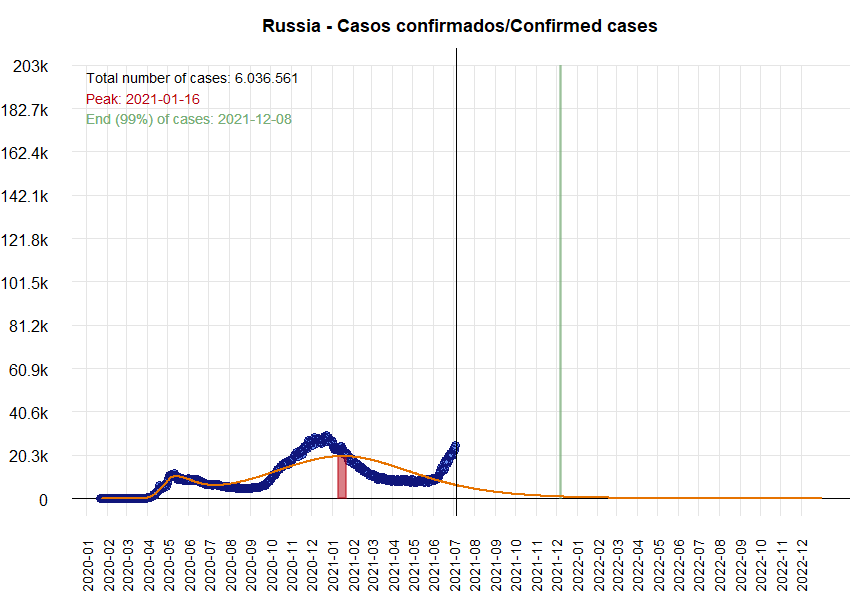 Russia - Casos confirmados/Confirmed cases
203k
182.7k
162.4k
142.1k
121.8k
101.5k
81.2k
60.9k
40.6k
20.3k
0
Total number of cases: 6.036.561
Peak: 2021-01-16
End (99%) of cases: 2021-12-08
2020-01
2020-02
2020-03
2020-04
2020-05
2020-06
2020-07
2020-08
2020-09
2020-10
2020-11
2020-12
2021-01
2021-02
2021-03
2021-04
2021-05
2021-06
2021-07
2021-08
2021-09
2021-10
2021-11
2021-12
2022-01
2022-02
2022-03
2022-04
2022-05
2022-06
2022-07
2022-08
2022-09
2022-10
2022-11
2022-12